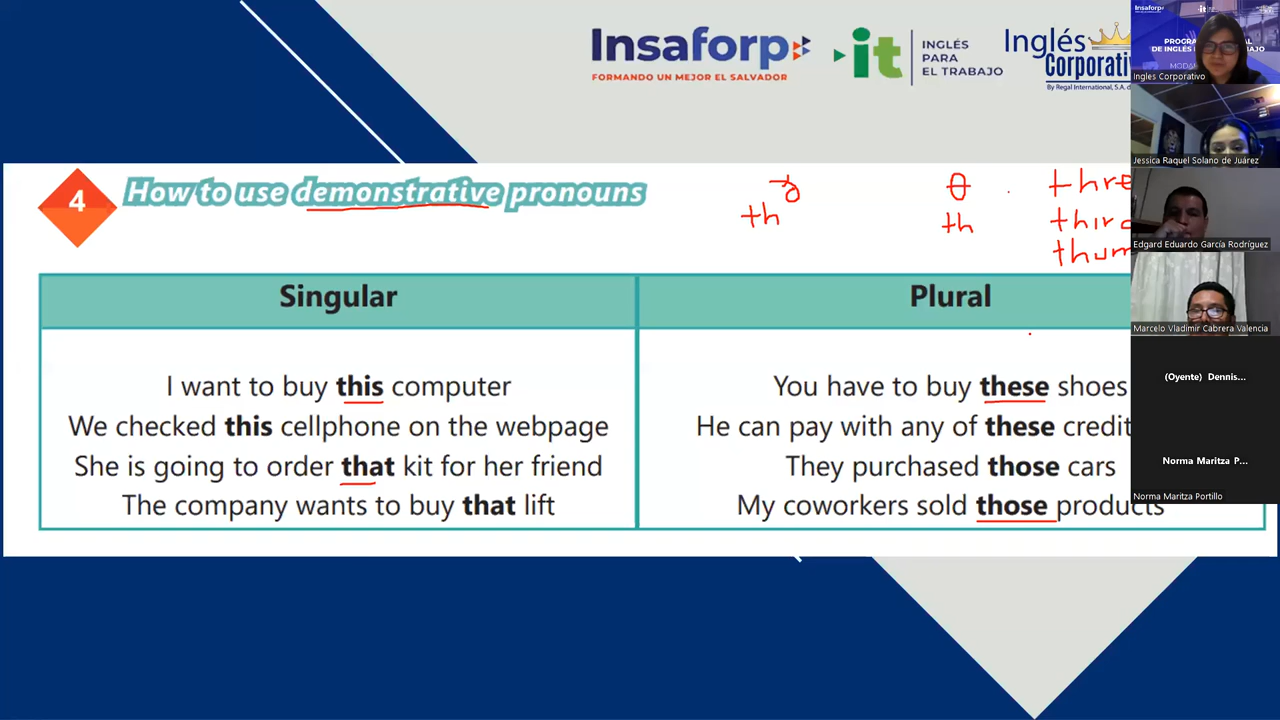 Insaforp
FORMANDO UN MEJOR EL SALVADOR
it
INGLÉS
PARA
EL TRABAJO
Inglés
Corporativ
By Regal International, S.A. d
4
How to use demonstrative pronouns
th
θ
th
thre
thir
thum
Singular
Plural
I want to buy this computer
We checked this cellphone on the webpage
She is going to order that kit for her friend
The company wants to buy that lift
You have to buy these shoes
He can pay with any of these credit
They purchased those cars
My coworkers sold those products
Insaforp
it
Ingles Corporativo
Jessica Raquel Solano de Juárez
Edgard Eduardo García Rodríguez
Marcelo Vladimir Cabrera Valencia
(Oyente) Dennis...
Norma Maritza P...
Norma Maritza Portillo